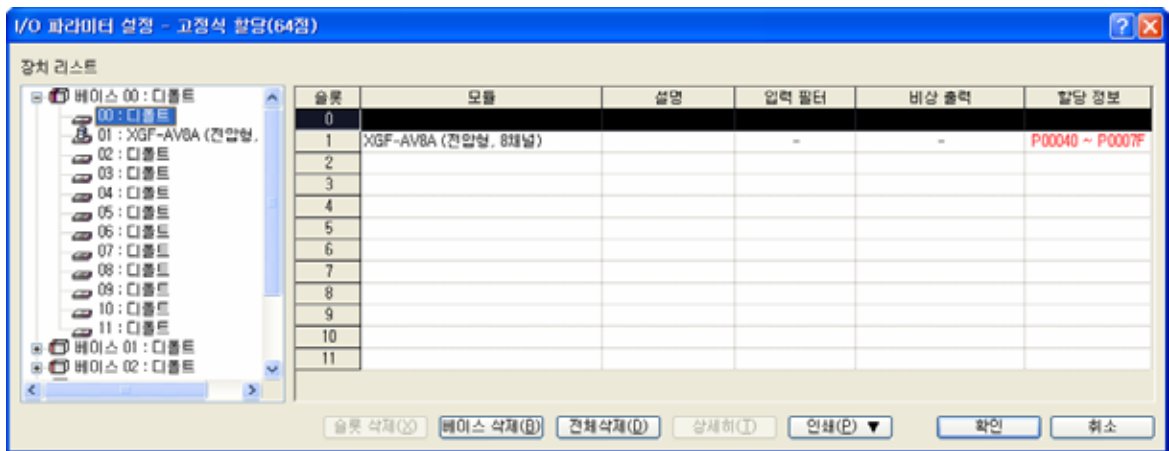 I/O 파라미터 설정 - 고정식 할당(64점)
장치 리스트
베이스 00 : 디폴트
00 : 디폴트
01 : XGF-AV8A (전압형,
02 : 디폴트
03 : 디폴트
04 : 디폴트
05 : 디폴트
06 : 디폴트
07 : 디폴트
08 : 디폴트
09 : 디폴트
10 : 디폴트
11 : 디폴트
베이스 01 : 디폴트
베이스 02 : 디폴트
슬롯 모듈 설명 입력 필터 비상 출력 할당 정보
0
1 XGF-AV8A (전압형, 8채널) - - P00040 ~ P0007F
2
3
4
5
6
7
8
9
10
11
슬롯 삭제(X) 베이스 삭제(B) 전체삭제(D) 상세히(T) 인쇄(P) ▼ 확인 취소